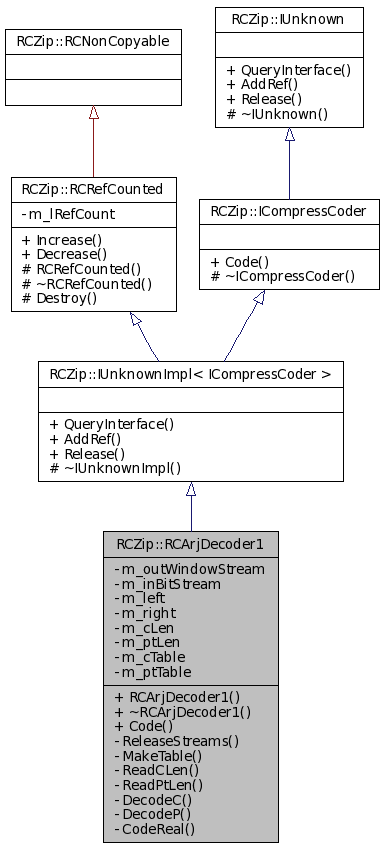 RCZip::RCNonCopyable
RCZip::IUnknown
+ QueryInterface()
+ AddRef()
+ Release()
# ~IUnknown()
RCZip::RCRefCounted
- m_lRefCount
+ Increase()
+ Decrease()
# RCRefCounted()
# ~RCRefCounted()
# Destroy()
RCZip::ICompressCoder
+ Code()
# ~ICompressCoder()
RCZip::IUnknownImpl< ICompressCoder >
+ QueryInterface()
+ AddRef()
+ Release()
# ~IUnknownImpl()
RCZip::RCArjDecoder1
- m_outWindowStream
- m_inBitStream
- m_left
- m_right
- m_cLen
- m_ptLen
- m_cTable
- m_ptTable
+ RCArjDecoder1()
+ ~RCArjDecoder1()
+ Code()
- ReleaseStreams()
- MakeTable()
- ReadCLen()
- ReadPtLen()
- DecodeC()
- DecodeP()
- CodeReal()